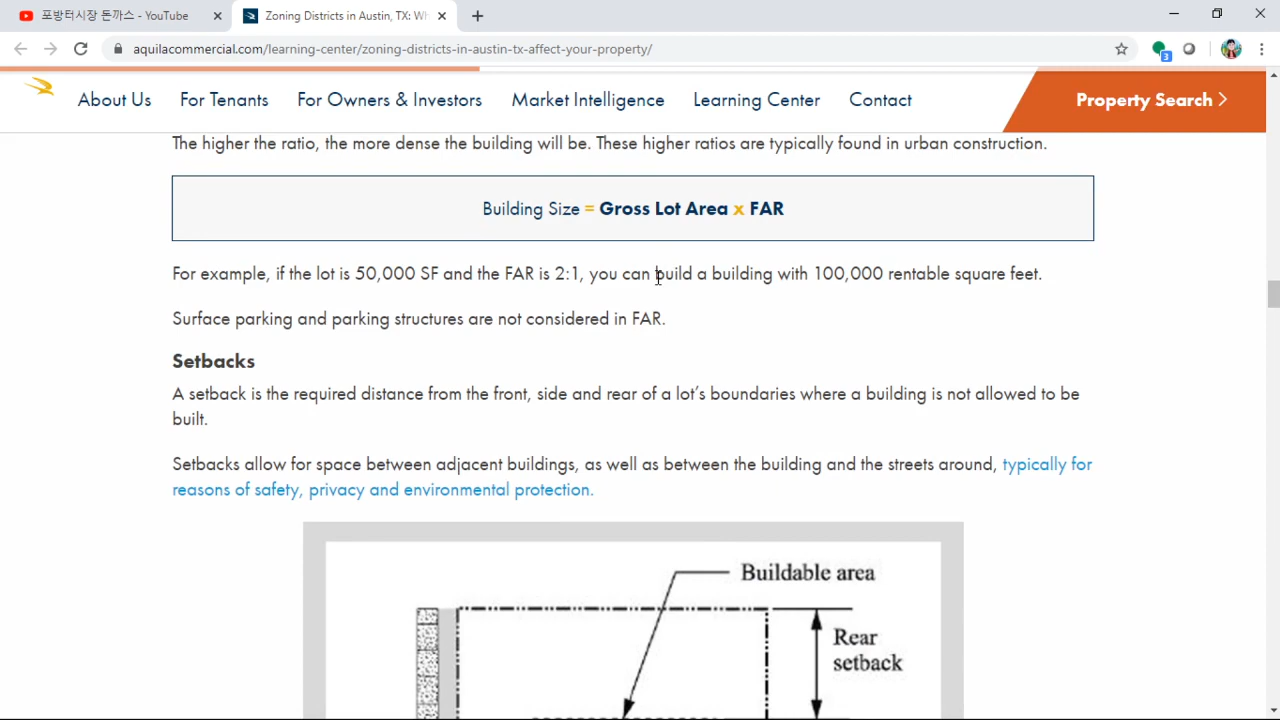 포방터시장 돈까스 - YouTube
Zoning Districts in Austin, TX: Wh
aquilacommercial.com/learning-center/zoning-districts-in-austin-tx-affect-your-property/
3
About Us For Tenants For Owners & Investors Market Intelligence Learning Center Contact Property Search
The higher the ratio, the more dense the building will be. These higher ratios are typically found in urban construction.
Building Size = Gross Lot Area x FAR
For example, if the lot is 50,000 SF and the FAR is 2:1, you can build a building with 100,000 rentable square feet.
Surface parking and parking structures are not considered in FAR.
Setbacks
A setback is the required distance from the front, side and rear of a lot's boundaries where a building is not allowed to be
built.
Setbacks allow for space between adjacent buildings, as well as between the building and the streets around, typically for
reasons of safety, privacy and environmental protection.
Buildable area
Rear
setback